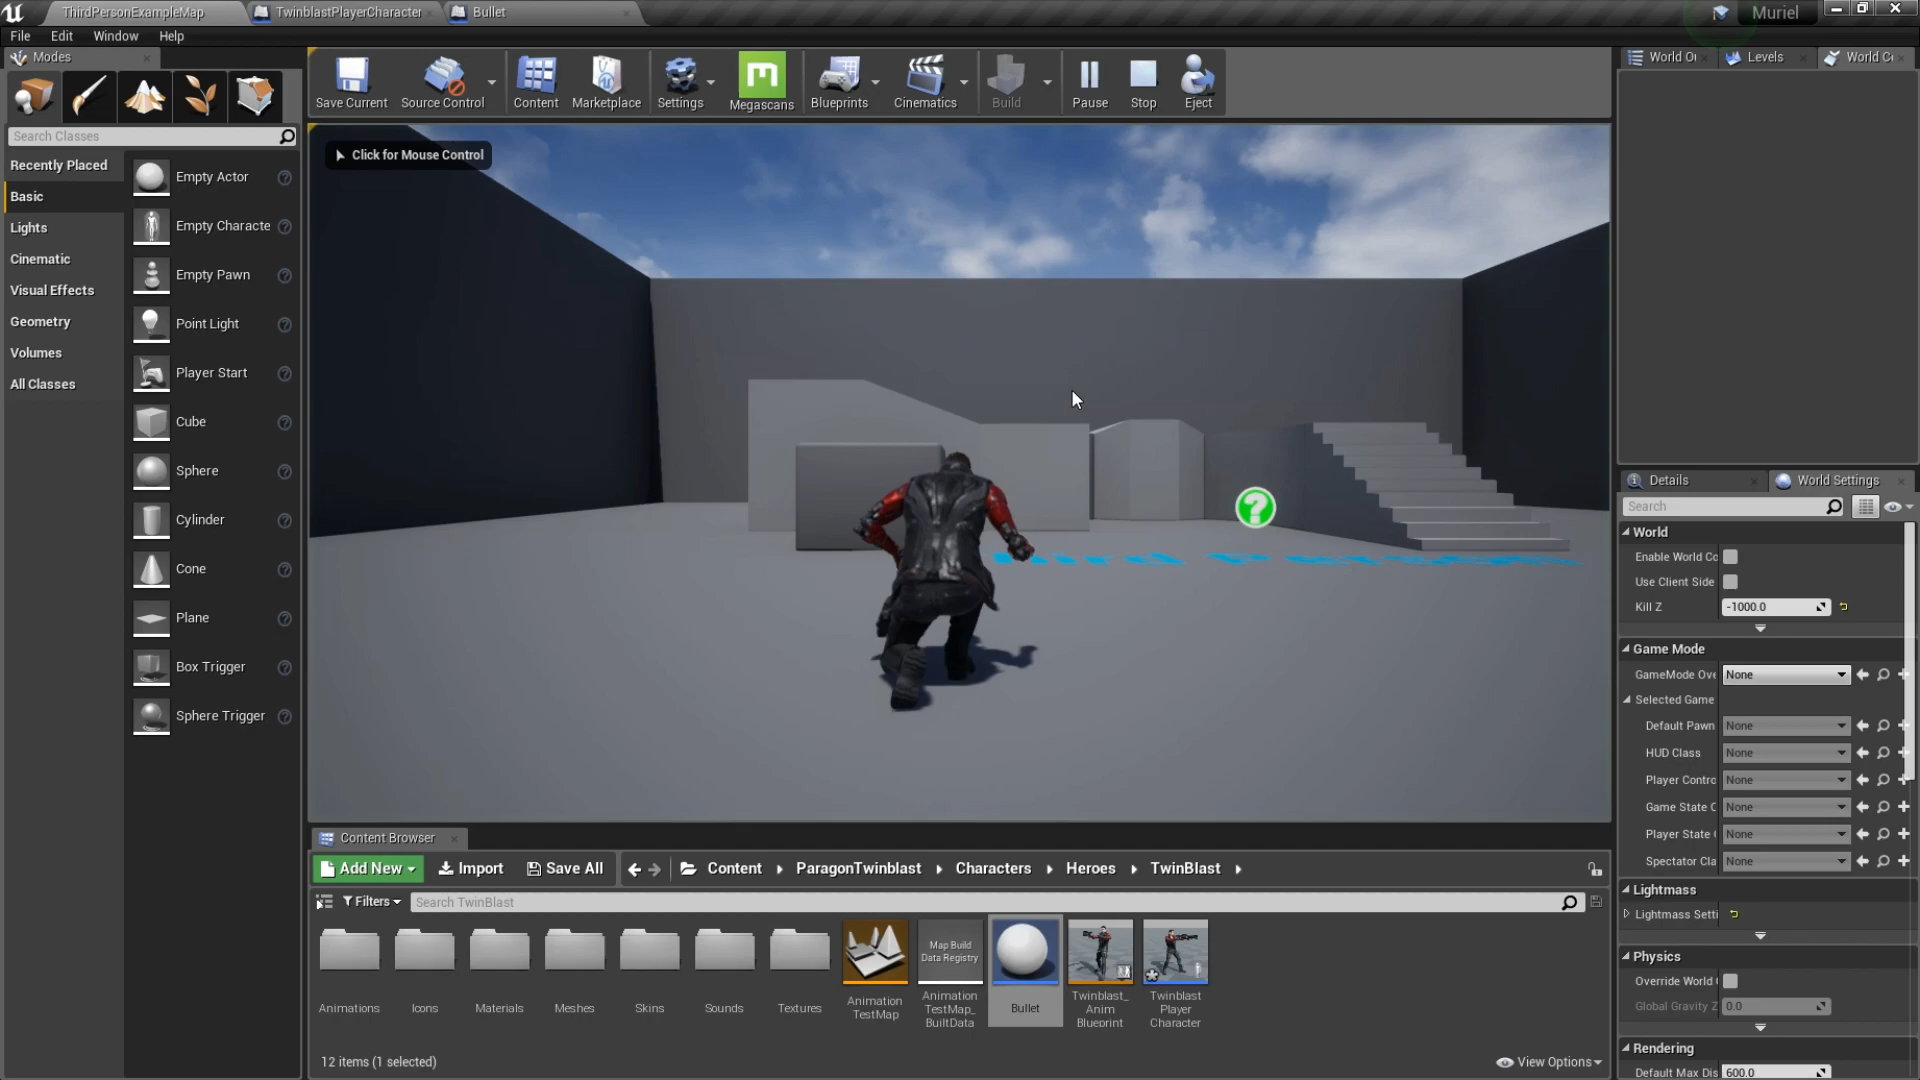 ThirdPersonExampleMap
TwinblastPlayerCharacter
Bullet
Muriel
File Edit Window Help
Modes
Search Classes
Recently Placed
Basic
Lights
Cinematic
Visual Effects
Geometry
Volumes
All Classes
Empty Actor
Empty Characte
Empty Pawn
Point Light
Player Start
Cube
Sphere
Cylinder
Cone
Plane
Box Trigger
Sphere Trigger
Save Current
Source Control
Content
Marketplace
Settings
Megascans
Blueprints
Cinematics
Build
Pause
Stop
Eject
Click for Mouse Control
Content Browser
Add New
Import
Save All
Content
ParagonTwinblast
Characters
Heroes
TwinBlast
Filters
Search TwinBlast
Animations
Icons
Materials
Meshes
Skins
Sounds
Textures
Animation
TestMap
Map Build
Data Registry
Animation
TestMap_
BuiltData
Bullet
Twinblast_
Anim
Blueprint
Twinblast
Player
Character
12 items (1 selected)
View Options
World O
Levels
World C
Details
World Settings
Search
World
Enable World Co
Use Client Side
Kill Z -1000.0
Game Mode
GameMode Ove None
Selected Game
Default Pawn None
HUD Class None
Player Contro None
Game State C None
Player State None
Spectator Cla None
Lightmass
Lightmass Setti
Physics
Override World
Global Gravity Z 0.0
Rendering
Default Max Dis 600.0